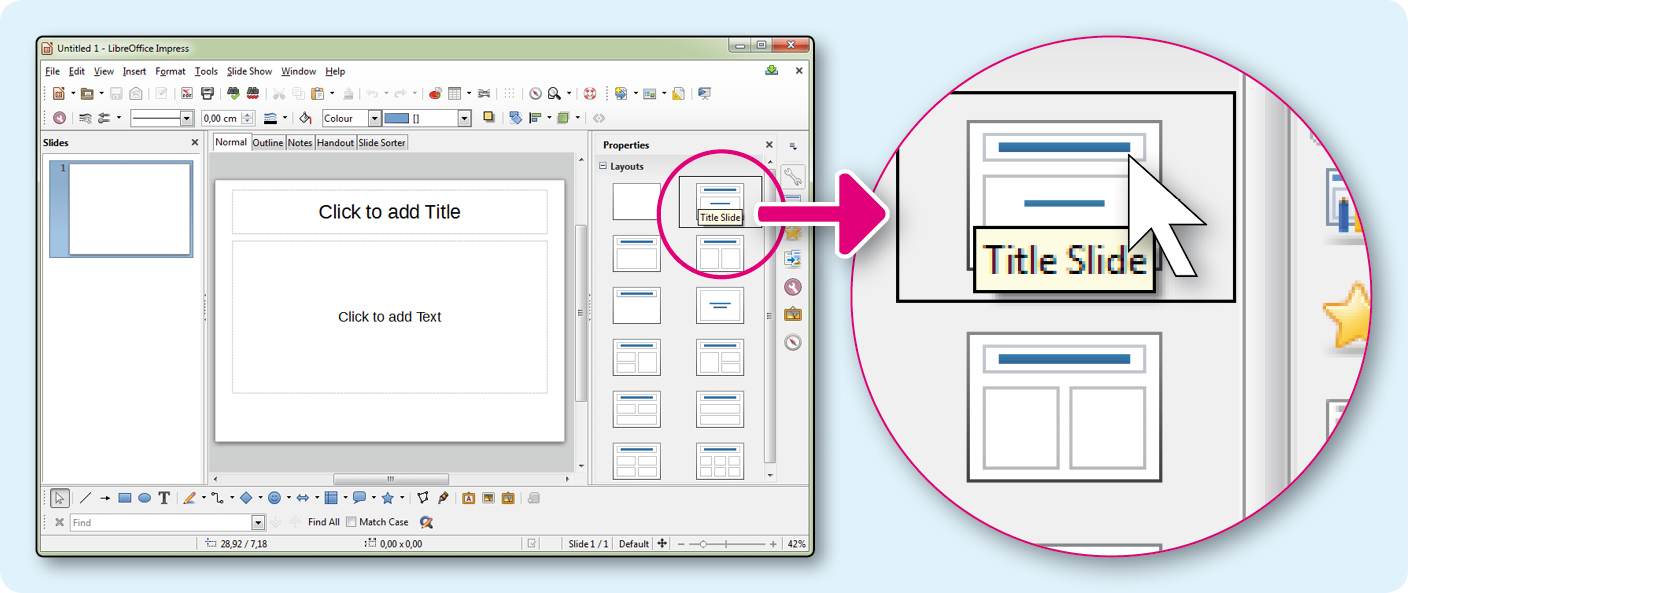 Untitled 1 - LibreOffice Impress
File Edit View Insert Format Tools Slide Show Window Help
0,00 cm Colour []
Slides
Normal Outline Notes Handout Slide Sorter
Properties
Layouts
1
Click to add Title
Title Slide
Title Slide
Click to add Text
Find Find All Match Case
28,92 / 7,18 0,00 x 0,00 Slide 1 / 1 Default 42%